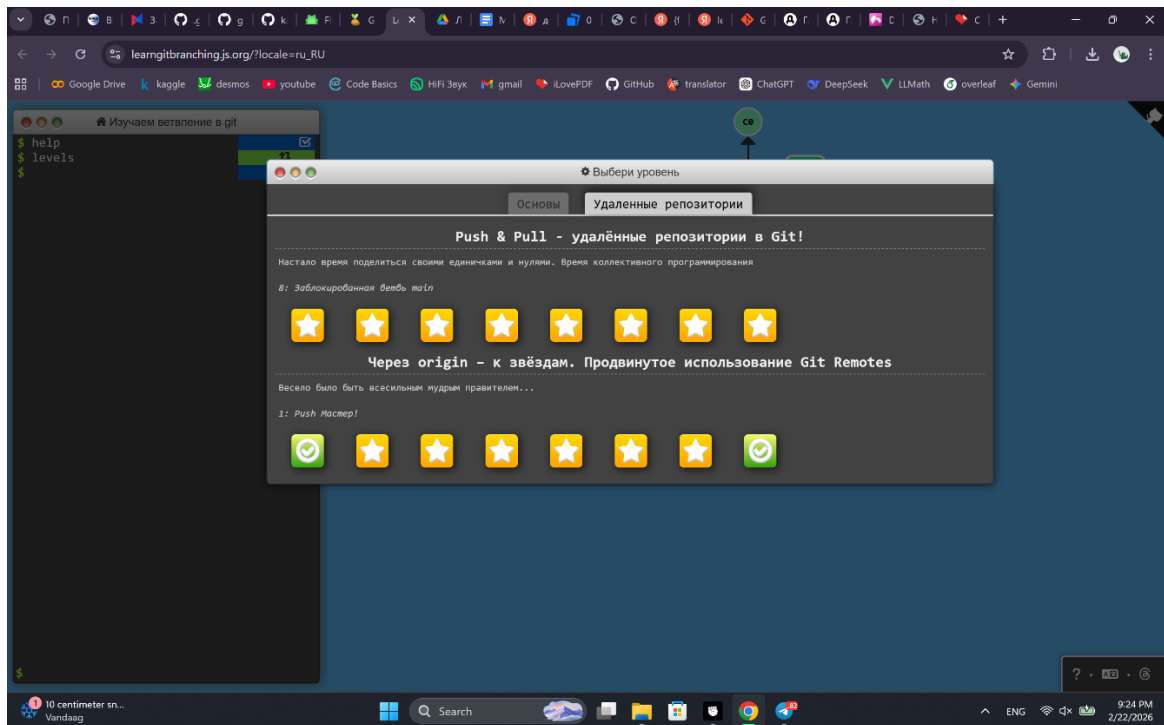 learngitbranching.js.org/?locale=ru_RU
Google Drive kaggle desmos youtube Code Basics HiFi Звук gmail iLovePDF GitHub translator ChatGPT DeepSeek LLMath overleaf Gemini
Изучаем ветвление в git
$ help
$ levels
$
Выбери уровень
Основы Удаленные репозитории
Push & Pull - удалённые репозитории в Git!
Настало время поделиться своими единичками и нулями. Время коллективного программирования
8: Заблокированная ветвь main
Через origin – к звёздам. Продвинутое использование Git Remotes
Весело было быть всесильным мудрым правителем...
1: Push Мастер!
$
10 centimeter sn...
Vandaag
Search
82
ENG
9:24 PM
2/22/2026